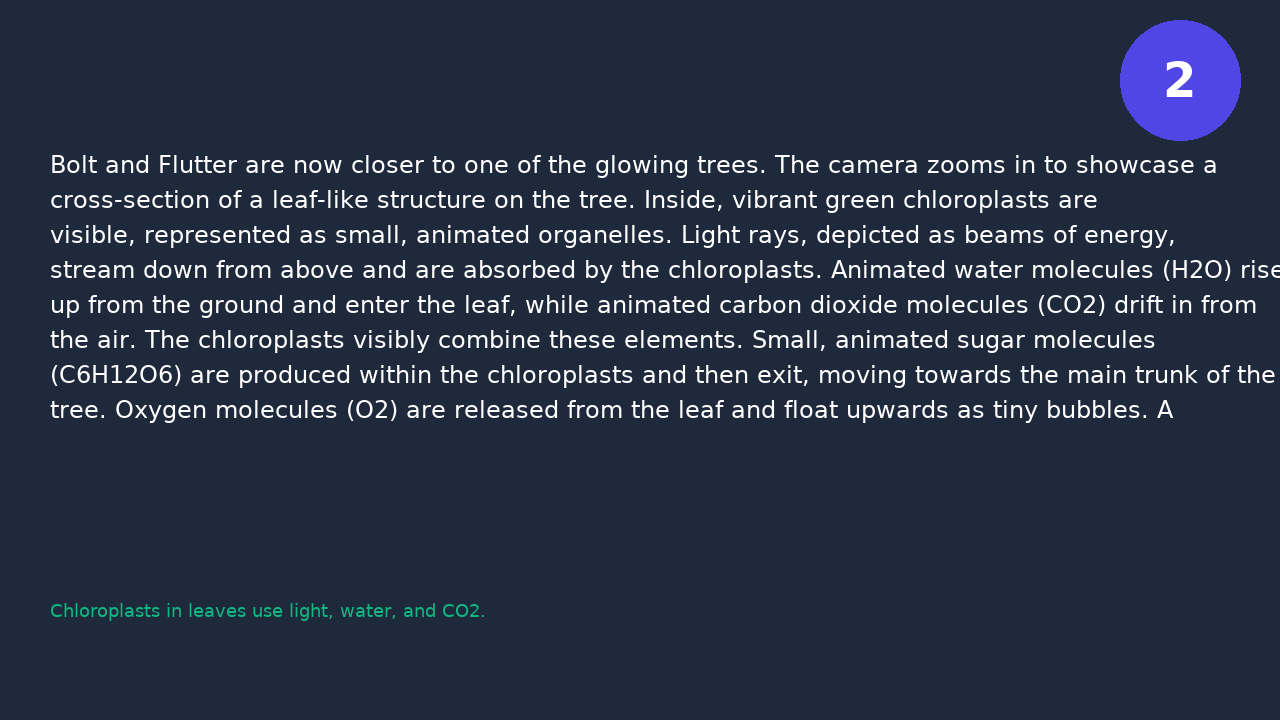 2
Bolt and Flutter are now closer to one of the glowing trees. The camera zooms in to showcase a
cross-section of a leaf-like structure on the tree. Inside, vibrant green chloroplasts are
visible, represented as small, animated organelles. Light rays, depicted as beams of energy,
stream down from above and are absorbed by the chloroplasts. Animated water molecules (H2O) rise
up from the ground and enter the leaf, while animated carbon dioxide molecules (CO2) drift in from
the air. The chloroplasts visibly combine these elements. Small, animated sugar molecules
(C6H12O6) are produced within the chloroplasts and then exit, moving towards the main trunk of the
tree. Oxygen molecules (O2) are released from the leaf and float upwards as tiny bubbles. A
Chloroplasts in leaves use light, water, and CO2.